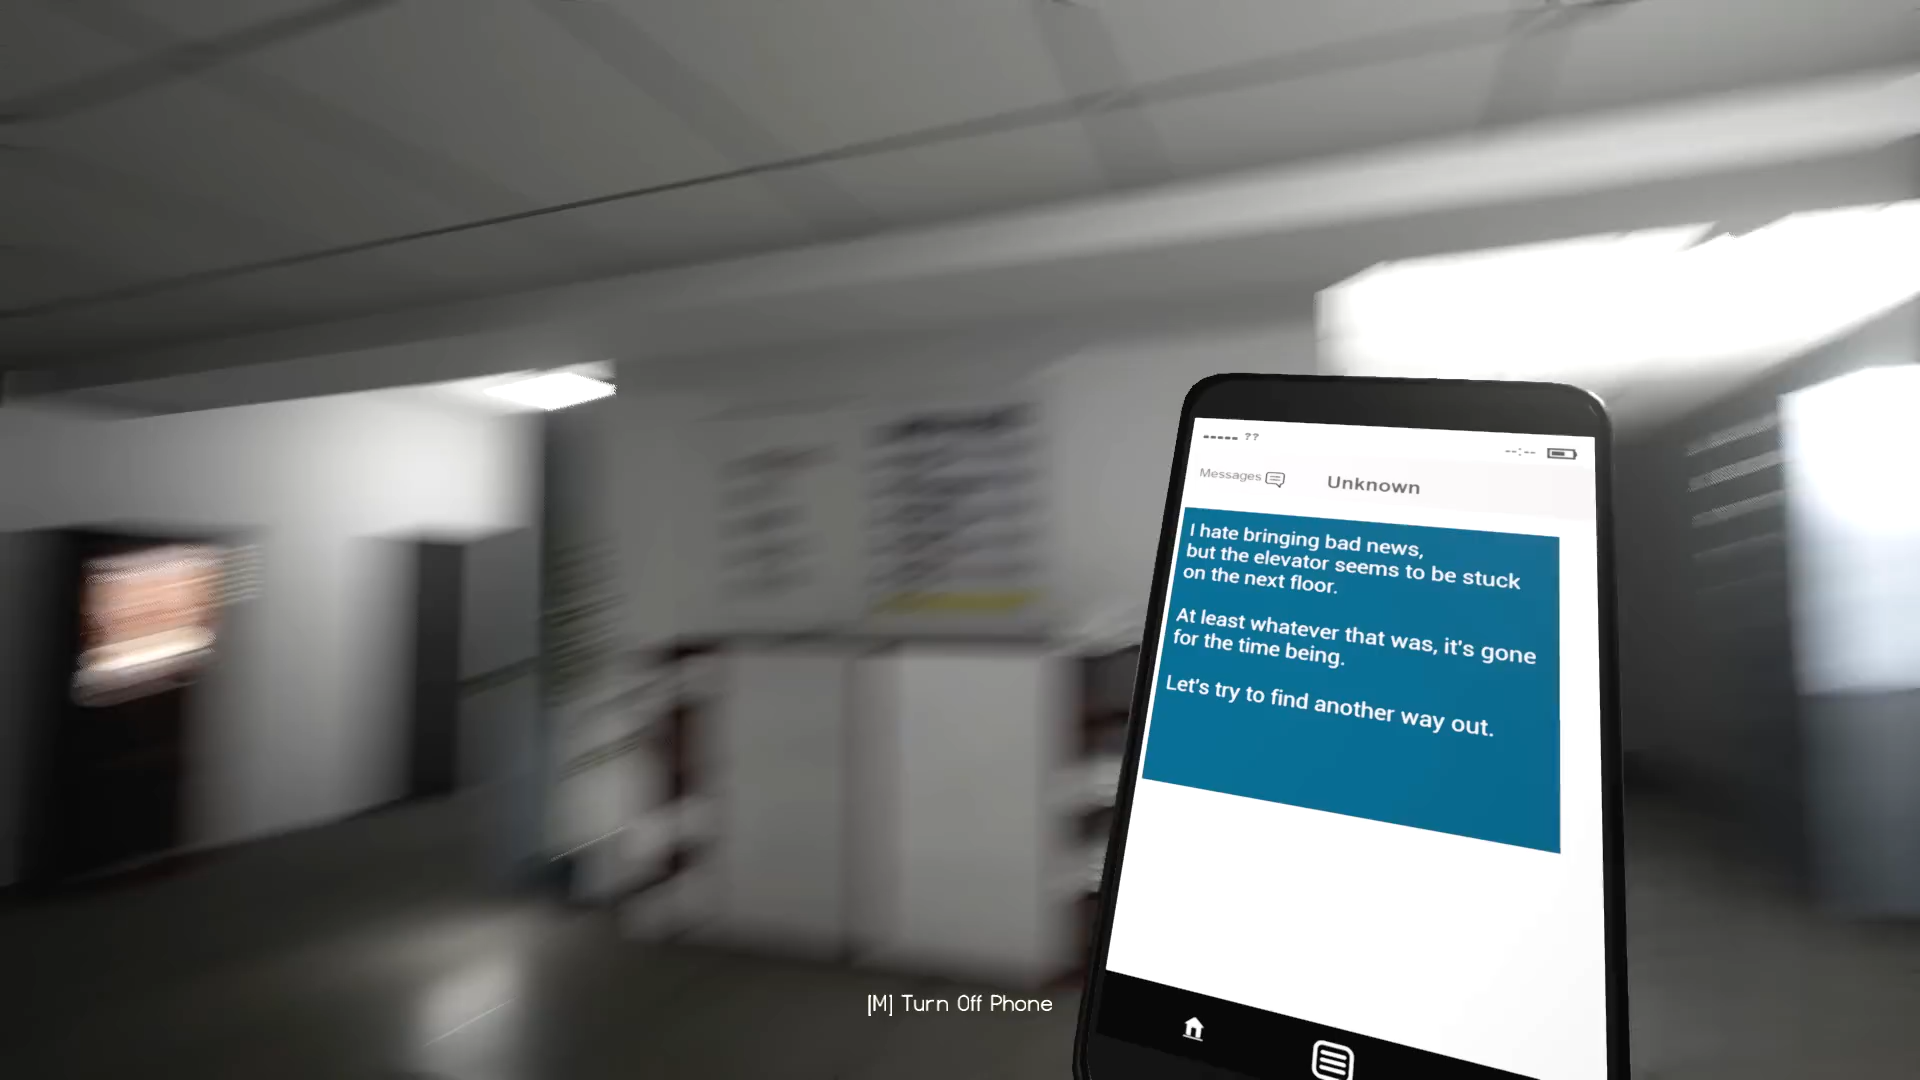 ----- ??
--:--
Messages
Unknown
I hate bringing bad news,
but the elevator seems to be stuck
on the next floor.
At least whatever that was, it's gone
for the time being.
Let's try to find another way out.
[M] Turn Off Phone